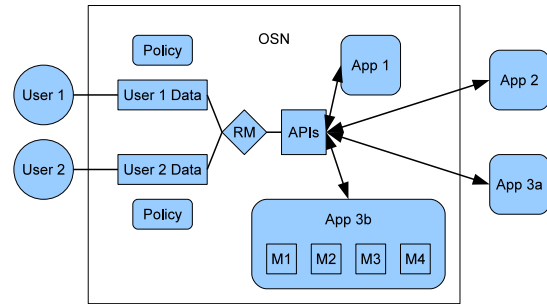 OSN
Policy
App 1
User 1
User 1 Data
App 2
RM
APIs
User 2
User 2 Data
App 3a
Policy
App 3b
M1 M2 M3 M4